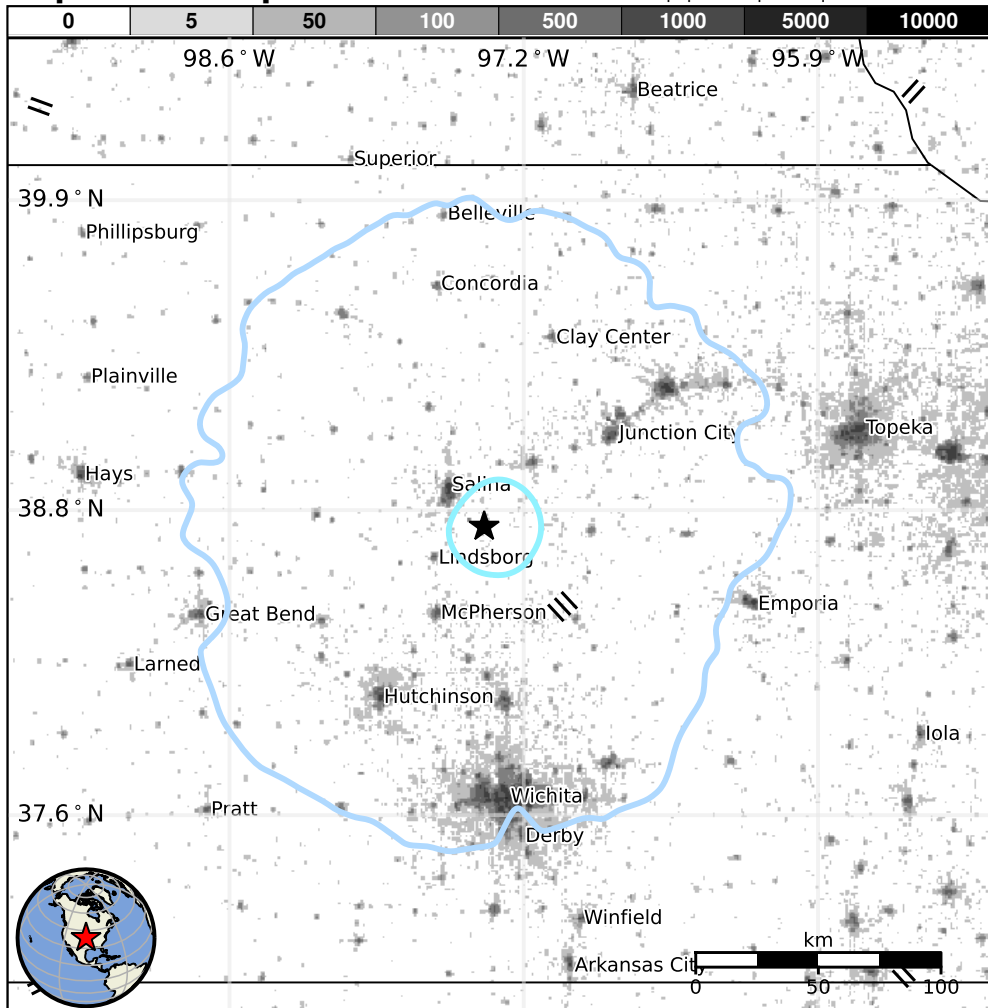 0 5 50 100 500 1000 5000 10000
98.6°W 97.2°W 95.9°W
Beatrice
Superior
39.9°N
Belleville
Phillipsburg
Concordia
Clay Center
Plainville
Topeka
Junction City
Hays
Salina
38.8°N
Lindsborg
Emporia
Great Bend
McPherson
Larned
Hutchinson
Iola
Wichita
Pratt
37.6°N
Derby
Winfield
km
Arkansas City
0 50 100